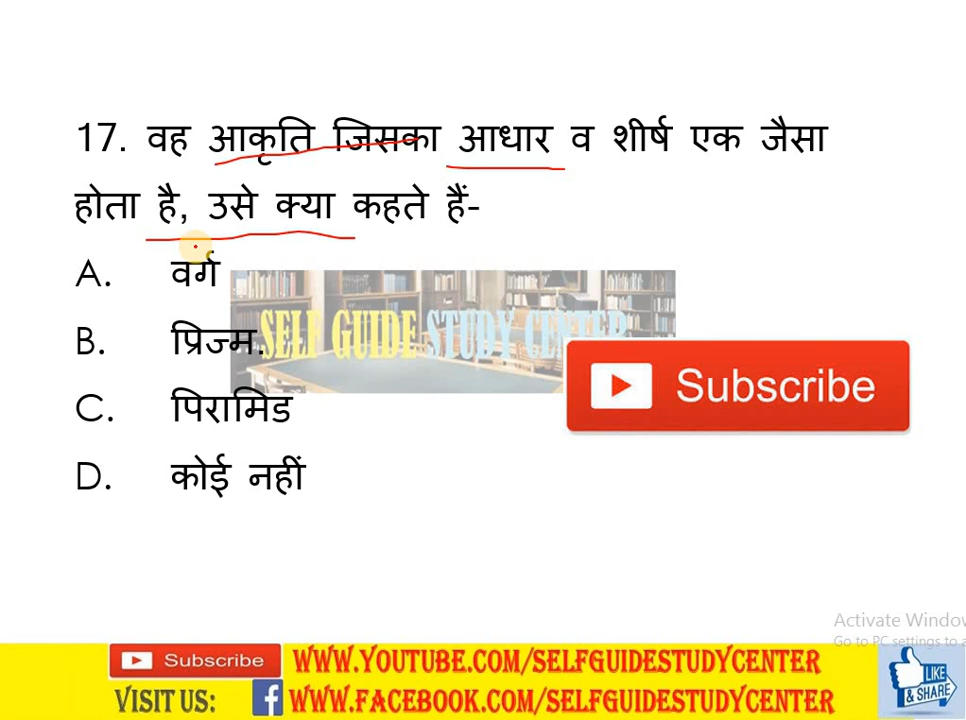 17. वह आकृति जिसका आधार व शीर्ष एक जैसा
होता है, उसे क्या कहते हैं-
A. वर्ग
B. प्रिज्म.
SELF GUIDE STUDY CENTER
Subscribe
C. पिरामिड
D. कोई नहीं
Activate Window
Go to PC settings to a
Subscribe WWW.YOUTUBE.COM/SELFGUIDESTUDYCENTER
VISIT US: f WWW.FACEBOOK.COM/SELFGUIDESTUDYCENTER
LIKE
& SHARE